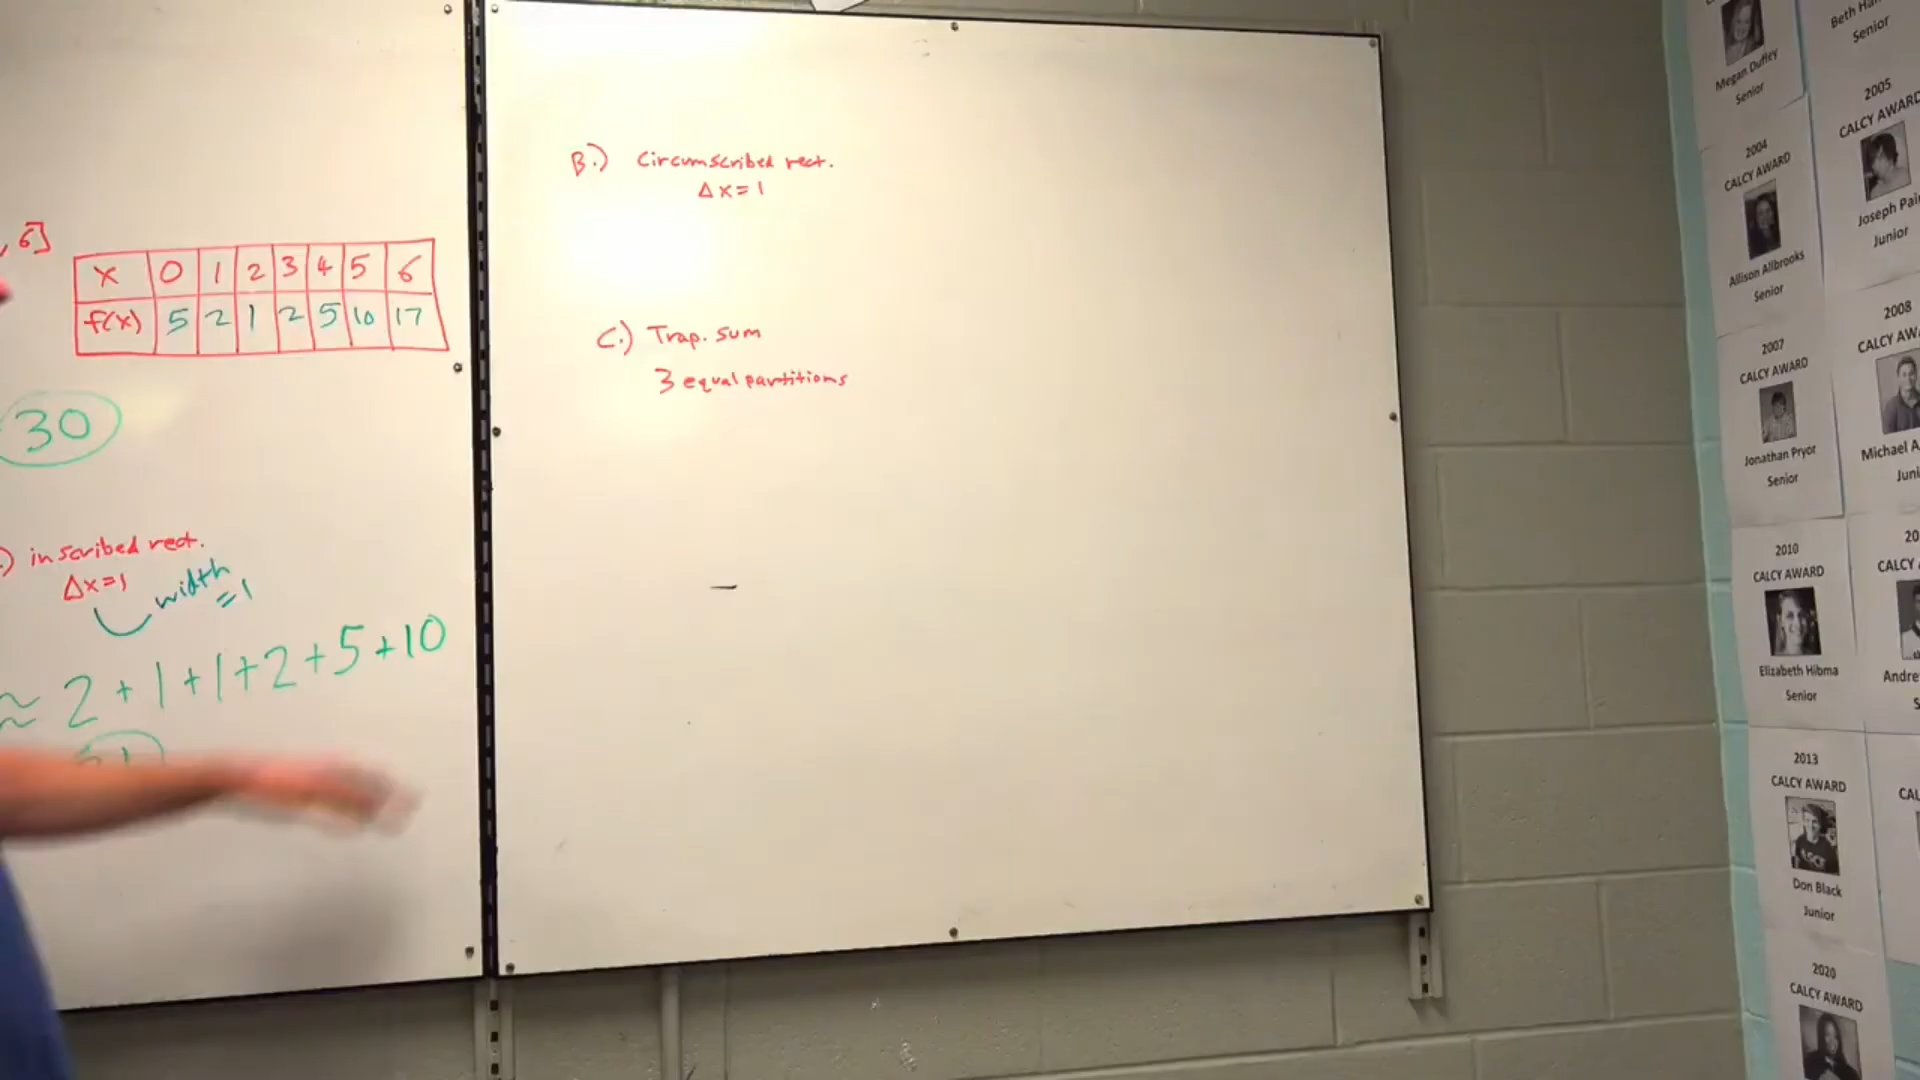 , 6]
x 0 1 2 3 4 5 6
f(x) 5 2 1 2 5 10 17
30
) inscribed rect.
Δx=1
width
=1
≈ 2+1+1+2+5+10
B.) Circumscribed rect.
Δx=1
C.) Trap. sum
3 equal partitions
Megan Duffey
Senior
2004
CALCY AWARD
Allison Allbrooks
Senior
2007
CALCY AWARD
Jonathan Pryor
Senior
2010
CALCY AWARD
Elizabeth Hibma
Senior
2013
CALCY AWARD
Don Black
Junior
2020
CALCY AWARD
Beth
Senior
2005
CALCY AWARD
Joseph
Junior
2008
CALCY AW
Michael A
Juni
20
CALCY
Andre
S
CAL